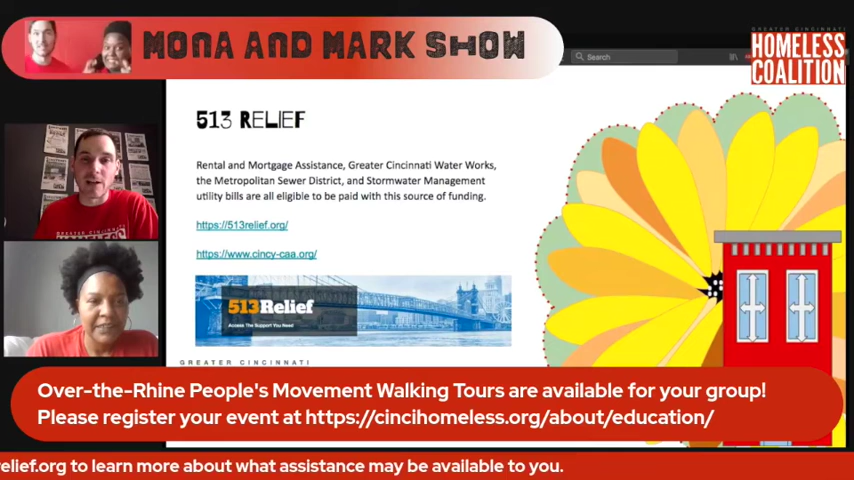 MONA AND MARK SHOW
Search
GREATER CINCINNATI
HOMELESS
COALITION
513 RELIEF
Rental and Mortgage Assistance, Greater Cincinnati Water Works,
the Metropolitan Sewer District, and Stormwater Management
utility bills are all eligible to be paid with this source of funding.
https://513relief.org/
https://www.cincy-caa.org/
513Relief
Access The Support You Need
GREATER CINCINNATI
Over-the-Rhine People's Movement Walking Tours are available for your group!
Please register your event at https://cincihomeless.org/about/education/
relief.org to learn more about what assistance may be available to you.